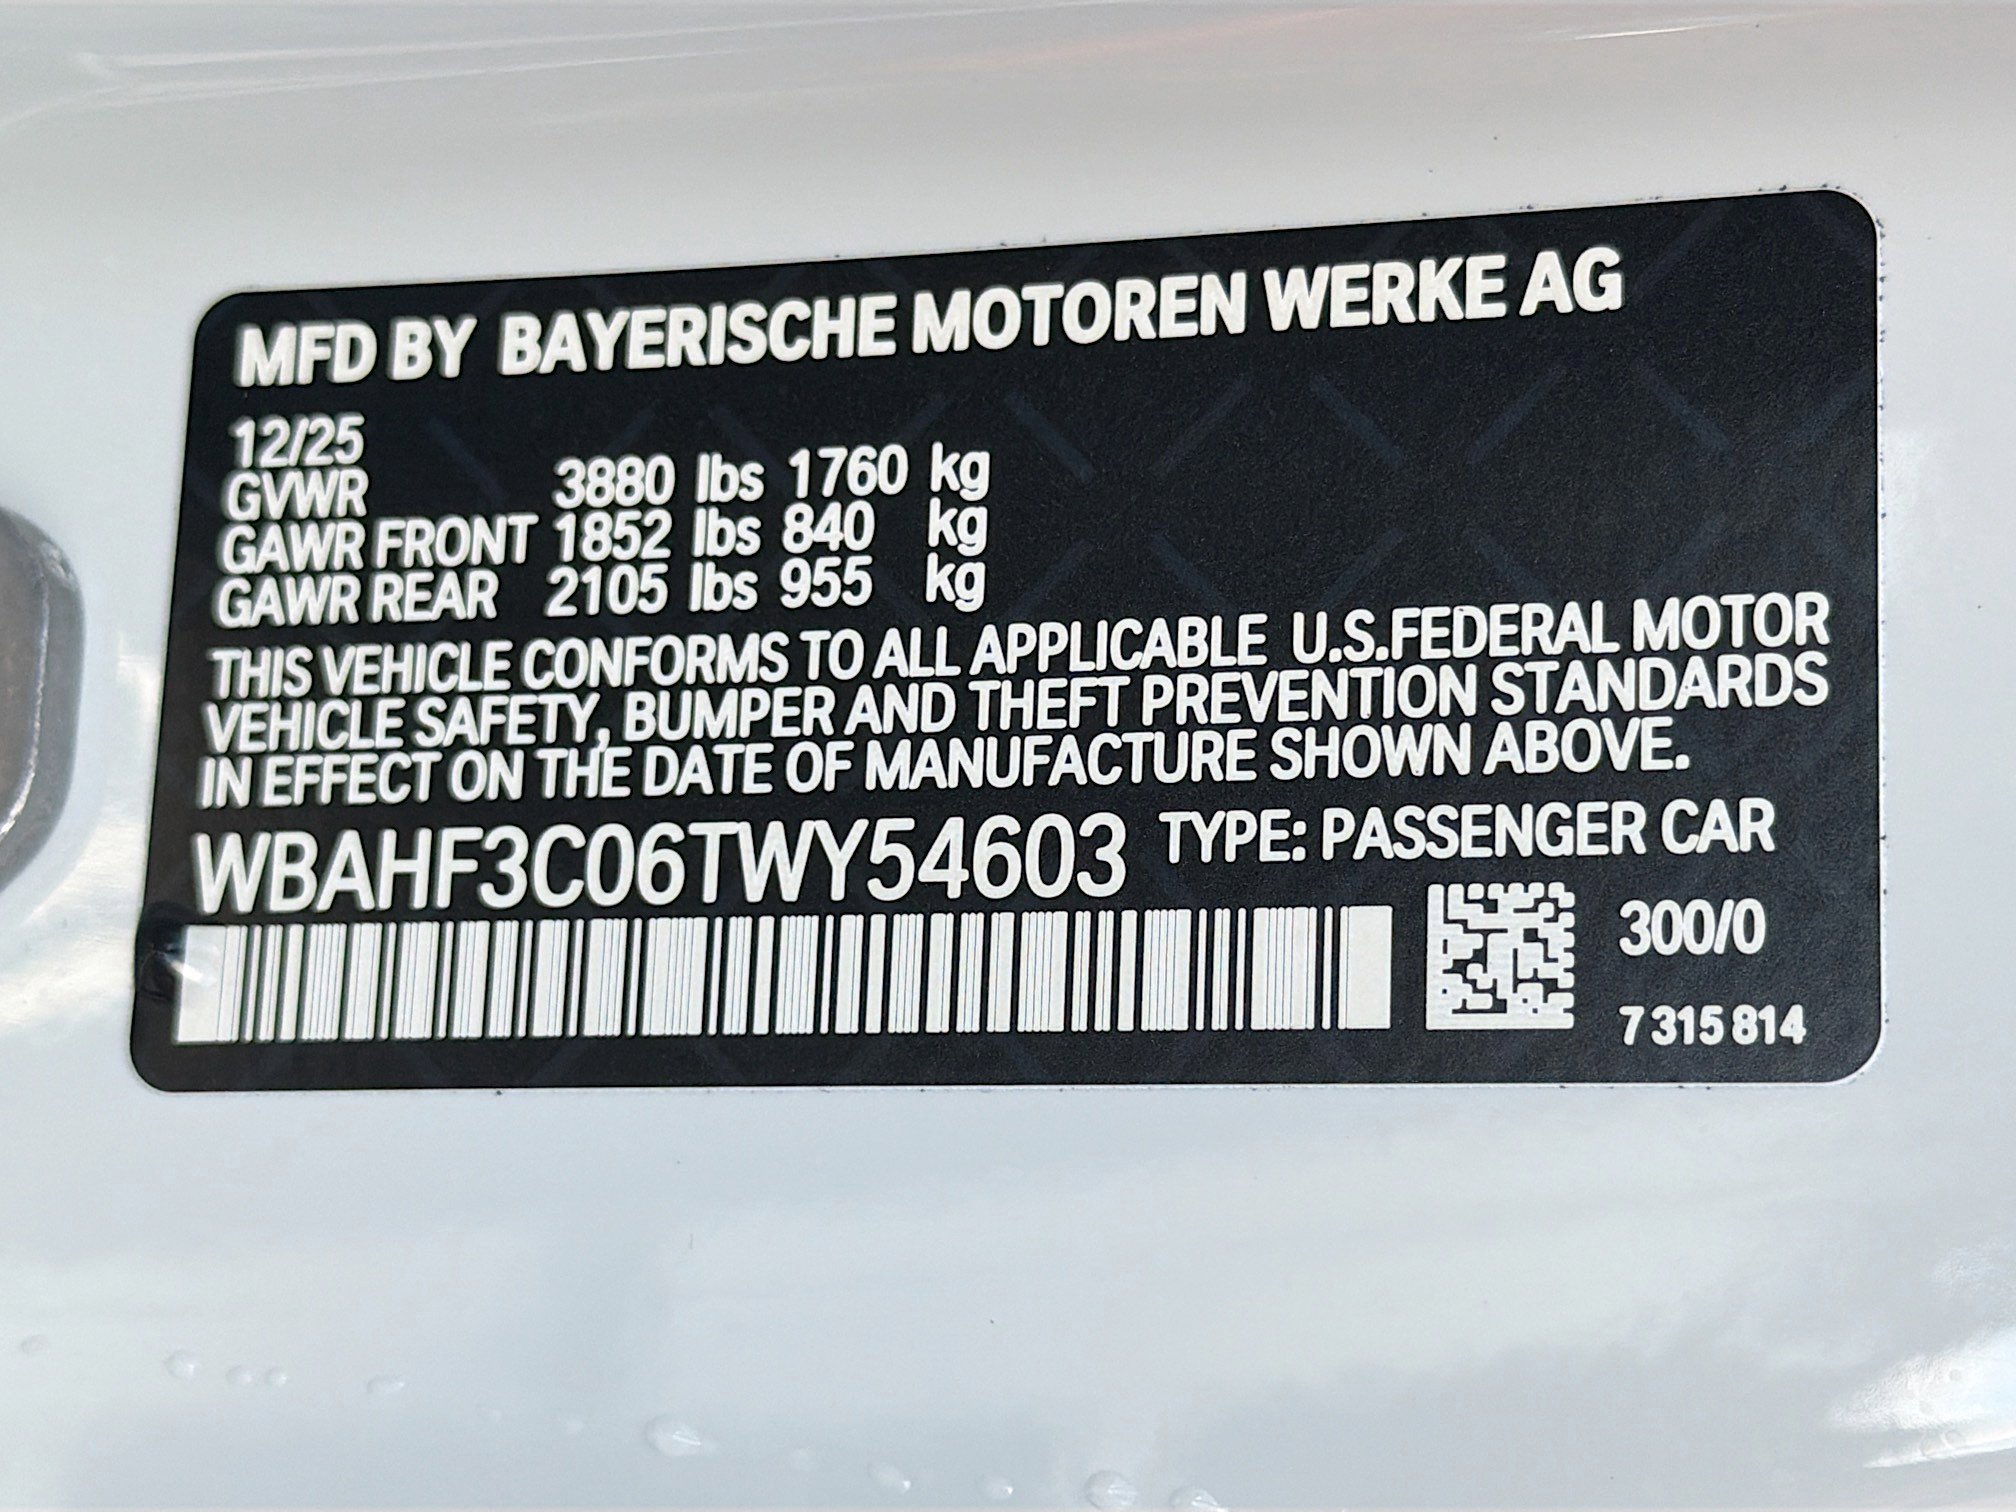 MFD BY BAYERISCHE MOTOREN WERKE AG
12/25
GVWR 3880 lbs 1760 kg
GAWR FRONT 1852 lbs 840 kg
GAWR REAR 2105 lbs 955 kg
THIS VEHICLE CONFORMS TO ALL APPLICABLE U.S.FEDERAL MOTOR
VEHICLE SAFETY, BUMPER AND THEFT PREVENTION STANDARDS
IN EFFECT ON THE DATE OF MANUFACTURE SHOWN ABOVE.
WBAHF3C06TWY54603 TYPE: PASSENGER CAR
300/0
7 315 814